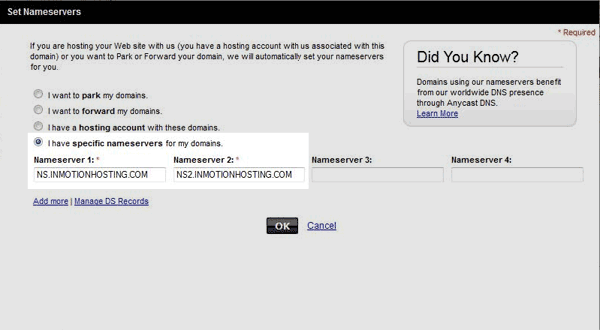 Set Nameservers
* Required
If you are hosting your Web site with us (you have a hosting account with us associated with this
domain) or you want to Park or Forward your domain, we will automatically set your nameservers
for you.
I want to park my domains.
I want to forward my domains.
I have a hosting account with these domains.
I have specific nameservers for my domains.
Did You Know?
Domains using our nameservers benefit
from our worldwide DNS presence
through Anycast DNS.
Learn More
Nameserver 1: * Nameserver 2: * Nameserver 3: Nameserver 4:
NS.INMOTIONHOSTING.COM NS2.INMOTIONHOSTING.COM
Add more | Manage DS Records
OK Cancel